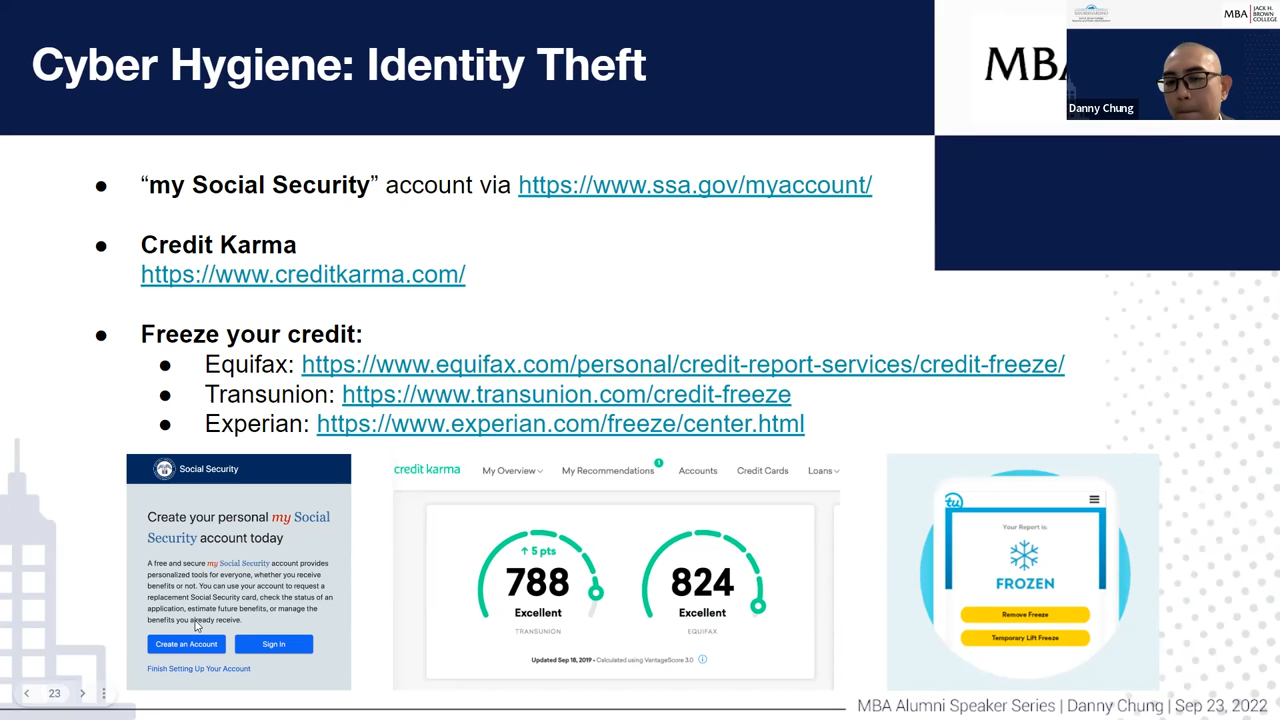 Cyber Hygiene: Identity Theft
MBA
MBA JACK H. BROWN COLLEGE
Danny Chung
● “my Social Security” account via https://www.ssa.gov/myaccount/
● Credit Karma
https://www.creditkarma.com/
● Freeze your credit:
● Equifax: https://www.equifax.com/personal/credit-report-services/credit-freeze/
● Transunion: https://www.transunion.com/credit-freeze
● Experian: https://www.experian.com/freeze/center.html
Social Security
Create your personal my Social
Security account today
A free and secure my Social Security account provides
personalized tools for everyone, whether you receive
benefits or not. You can use your account to request a
replacement Social Security card, check the status of an
application, estimate future benefits, or manage the
benefits you already receive.
Create an Account Sign In
Finish Setting Up Your Account
credit karma My Overview My Recommendations 1 Accounts Credit Cards Loans
↑ 5 pts
788 824
Excellent Excellent
TRANSUNION EQUIFAX
Updated Sep 18, 2019 • Calculated using VantageScore 3.0
tu
Your Report is:
FROZEN
Remove Freeze
Temporary Lift Freeze
23
MBA Alumni Speaker Series | Danny Chung | Sep 23, 2022